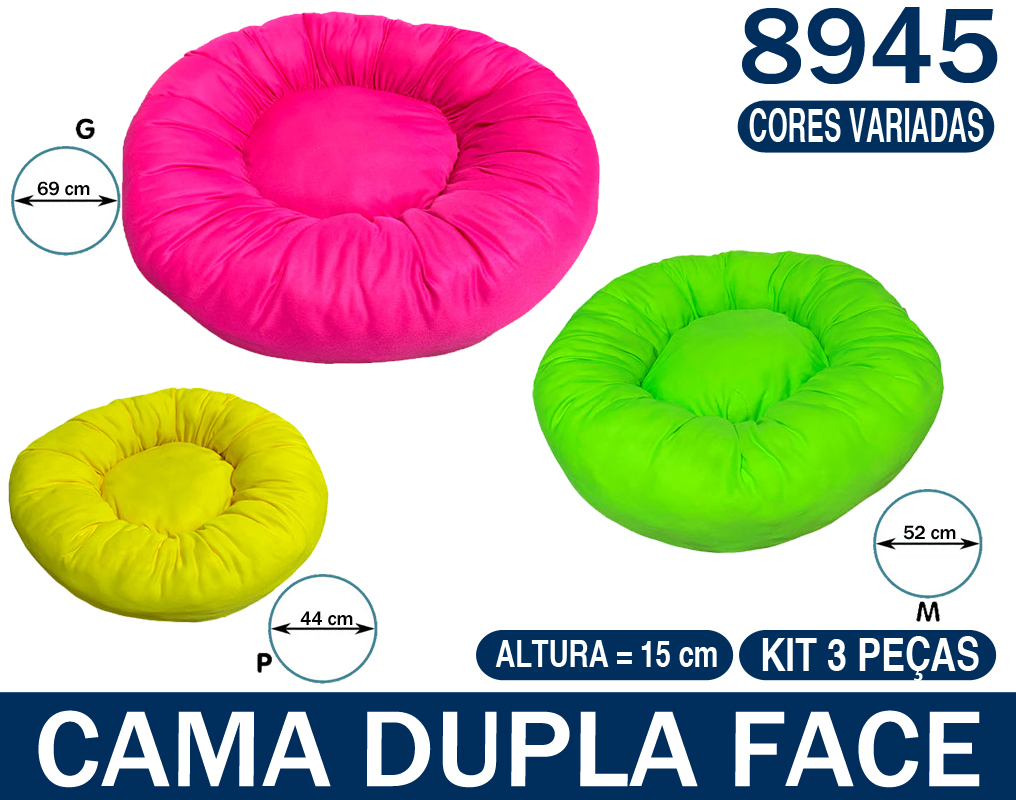 8945
CORES VARIADAS
G
69 cm
52 cm
M
44 cm
P
ALTURA = 15 cm
KIT 3 PEÇAS
CAMA DUPLA FACE